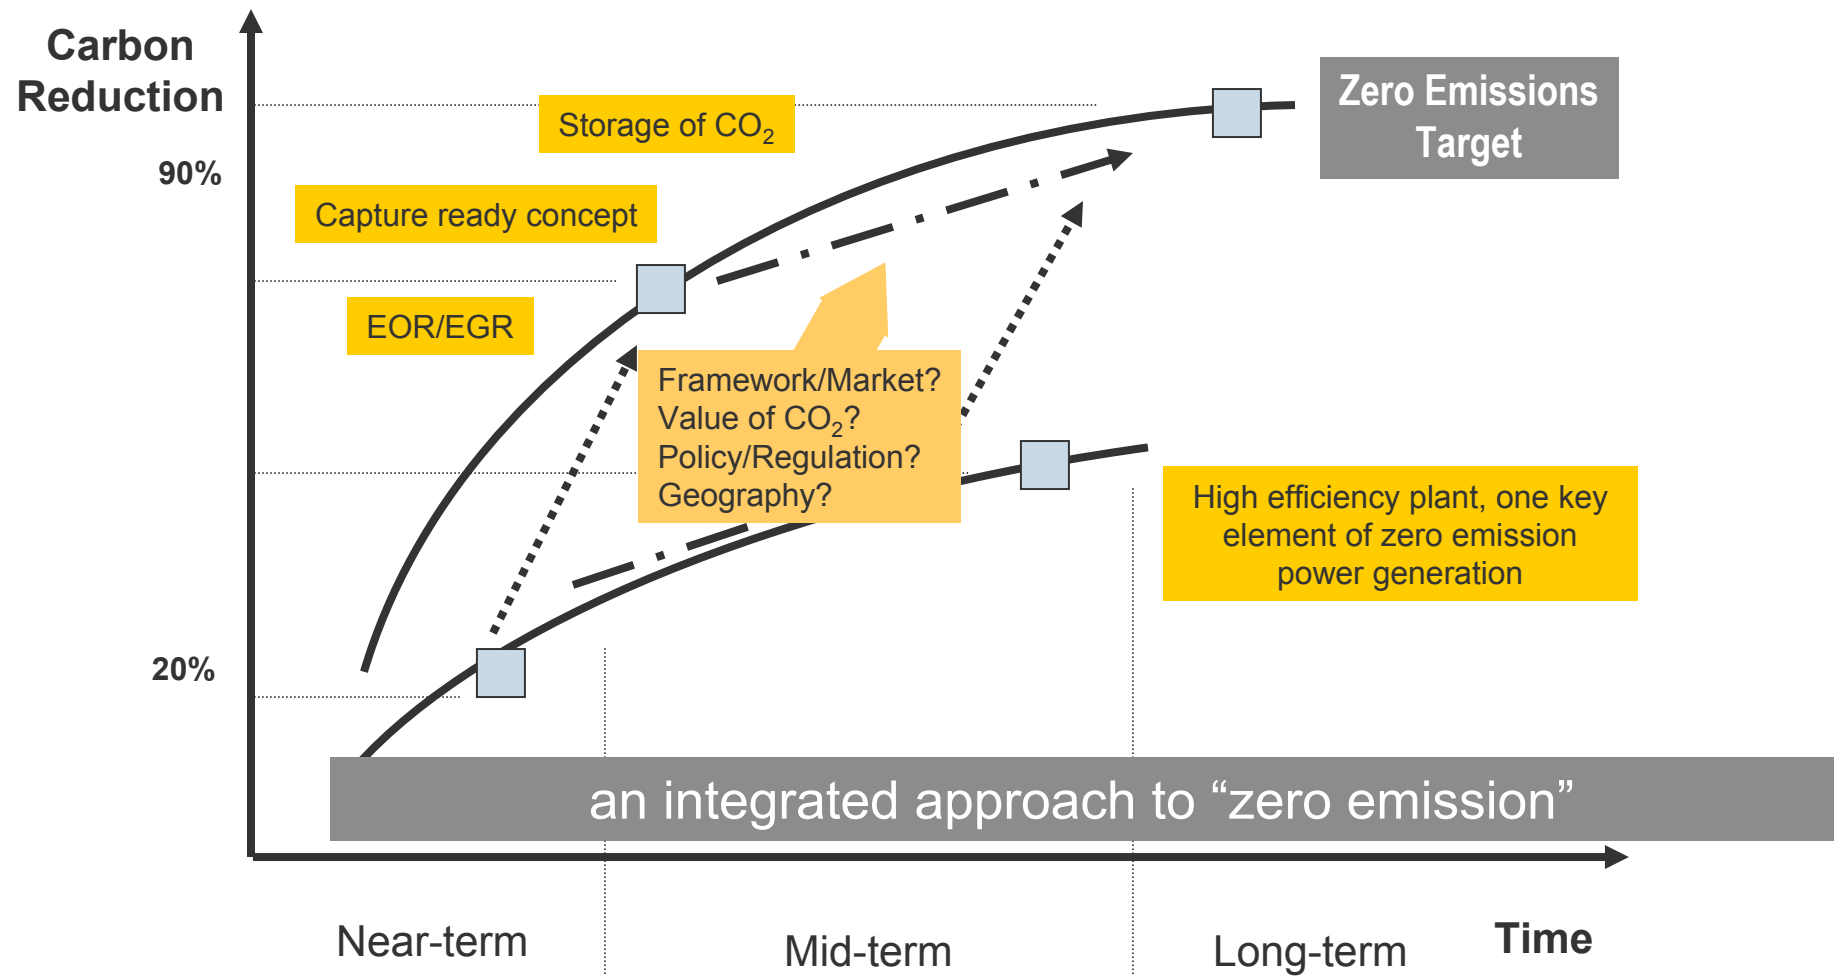 Carbon
Reduction
90%
20%
Storage of CO₂
Capture ready concept
EOR/EGR
Zero Emissions
Target
Framework/Market?
Value of CO₂?
Policy/Regulation?
Geography?
High efficiency plant, one key
element of zero emission
power generation
an integrated approach to “zero emission”
Near-term
Mid-term
Long-term
Time